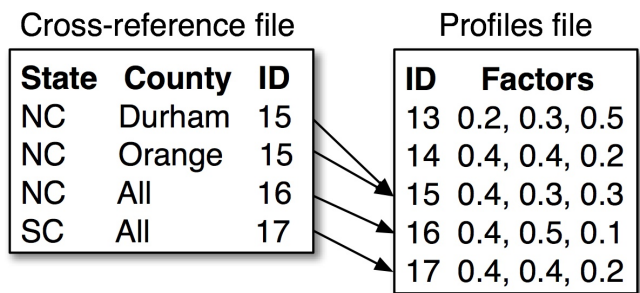 Cross-reference file
State County ID
NC Durham 15
NC Orange 15
NC All 16
SC All 17
Profiles file
ID Factors
13 0.2, 0.3, 0.5
14 0.4, 0.4, 0.2
15 0.4, 0.3, 0.3
16 0.4, 0.5, 0.1
17 0.4, 0.4, 0.2